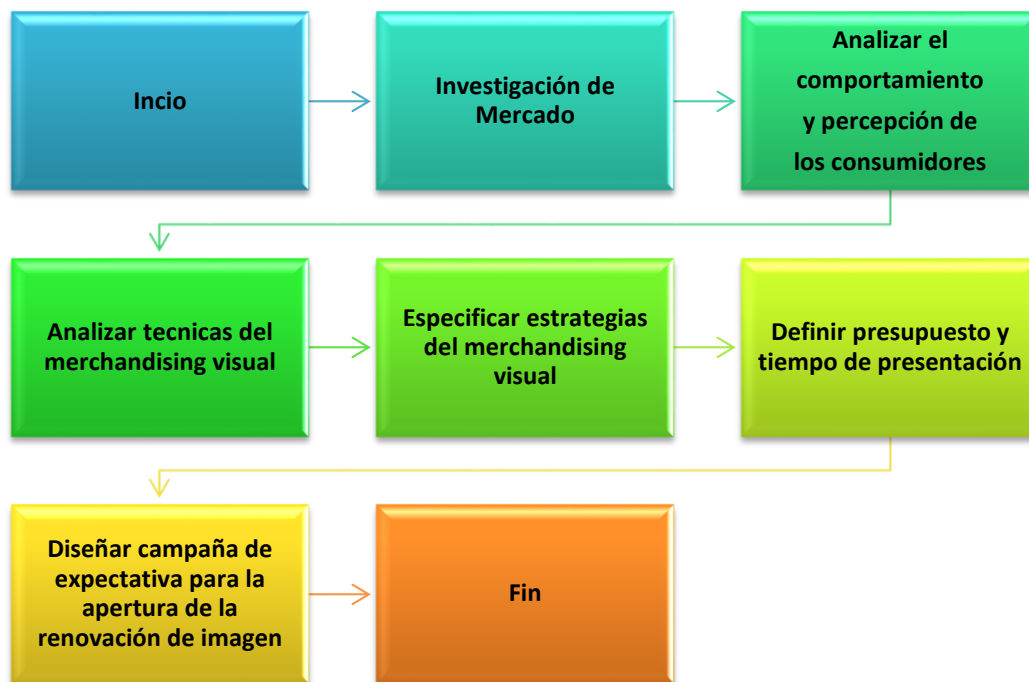 Incio
Investigación de
Mercado
Analizar el
comportamiento
y percepción de
los consumidores
Analizar tecnicas del
merchandising visual
Especificar estrategias
del merchandising
visual
Definir presupuesto y
tiempo de presentación
Diseñar campaña de
expectativa para la
apertura de la
renovación de imagen
Fin